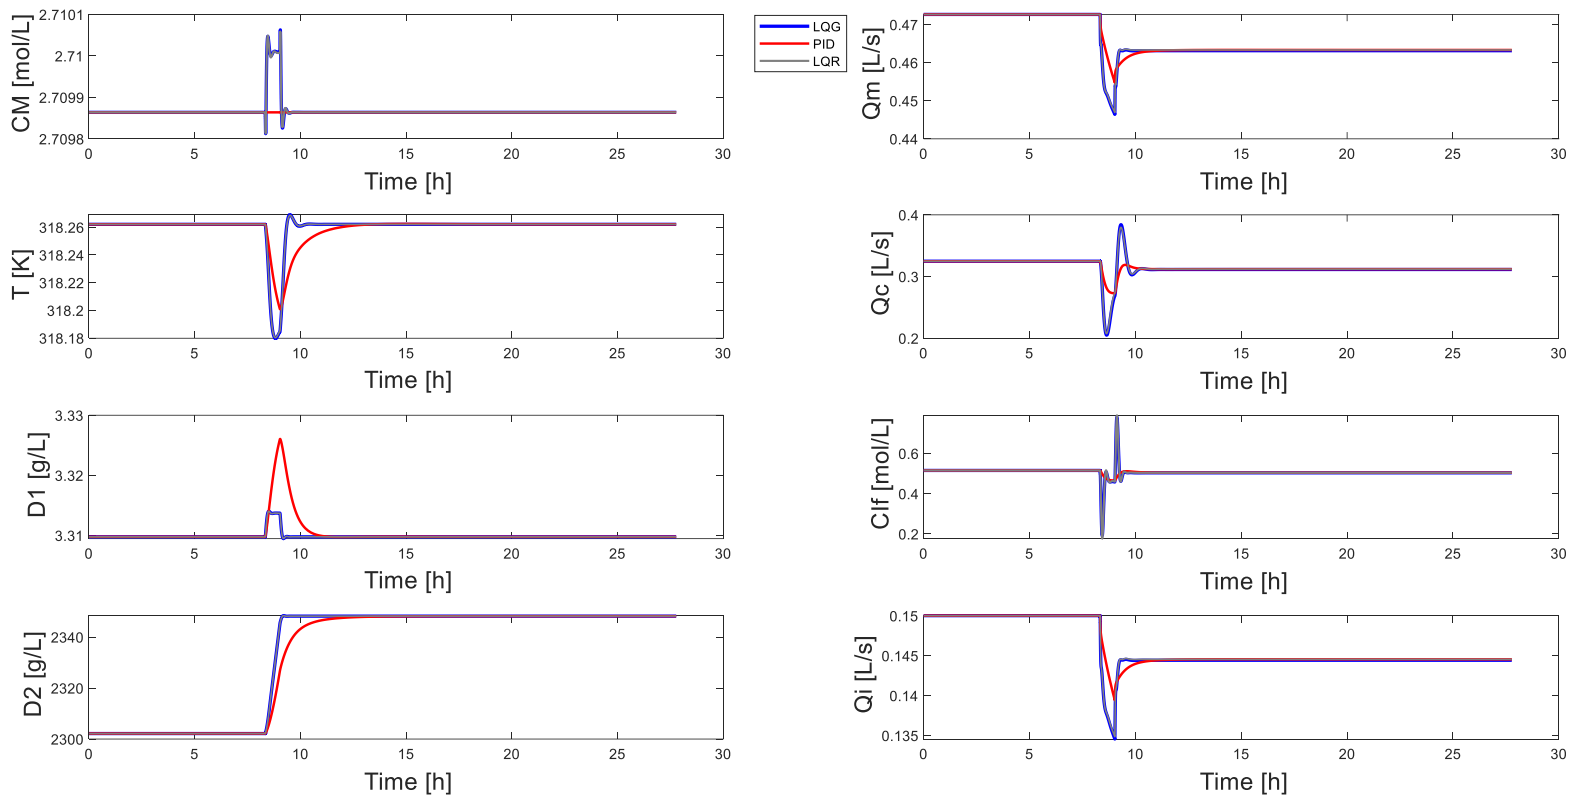 CM [mol/L]
2.7101
2.71
2.7099
2.7098
0 5 10 15 20 25 30
Time [h]
LQG
PID
LQR
Qm [L/s]
0.47
0.46
0.45
0.44
0 5 10 15 20 25 30
Time [h]
T [K]
318.26
318.24
318.22
318.2
318.18
0 5 10 15 20 25 30
Time [h]
Qc [L/s]
0.4
0.3
0.2
0 5 10 15 20 25 30
Time [h]
D1 [g/L]
3.33
3.32
3.31
0 5 10 15 20 25 30
Time [h]
CIf [mol/L]
0.6
0.4
0.2
0 5 10 15 20 25 30
Time [h]
D2 [g/L]
2340
2320
2300
0 5 10 15 20 25 30
Time [h]
Qi [L/s]
0.15
0.145
0.14
0.135
0 5 10 15 20 25 30
Time [h]